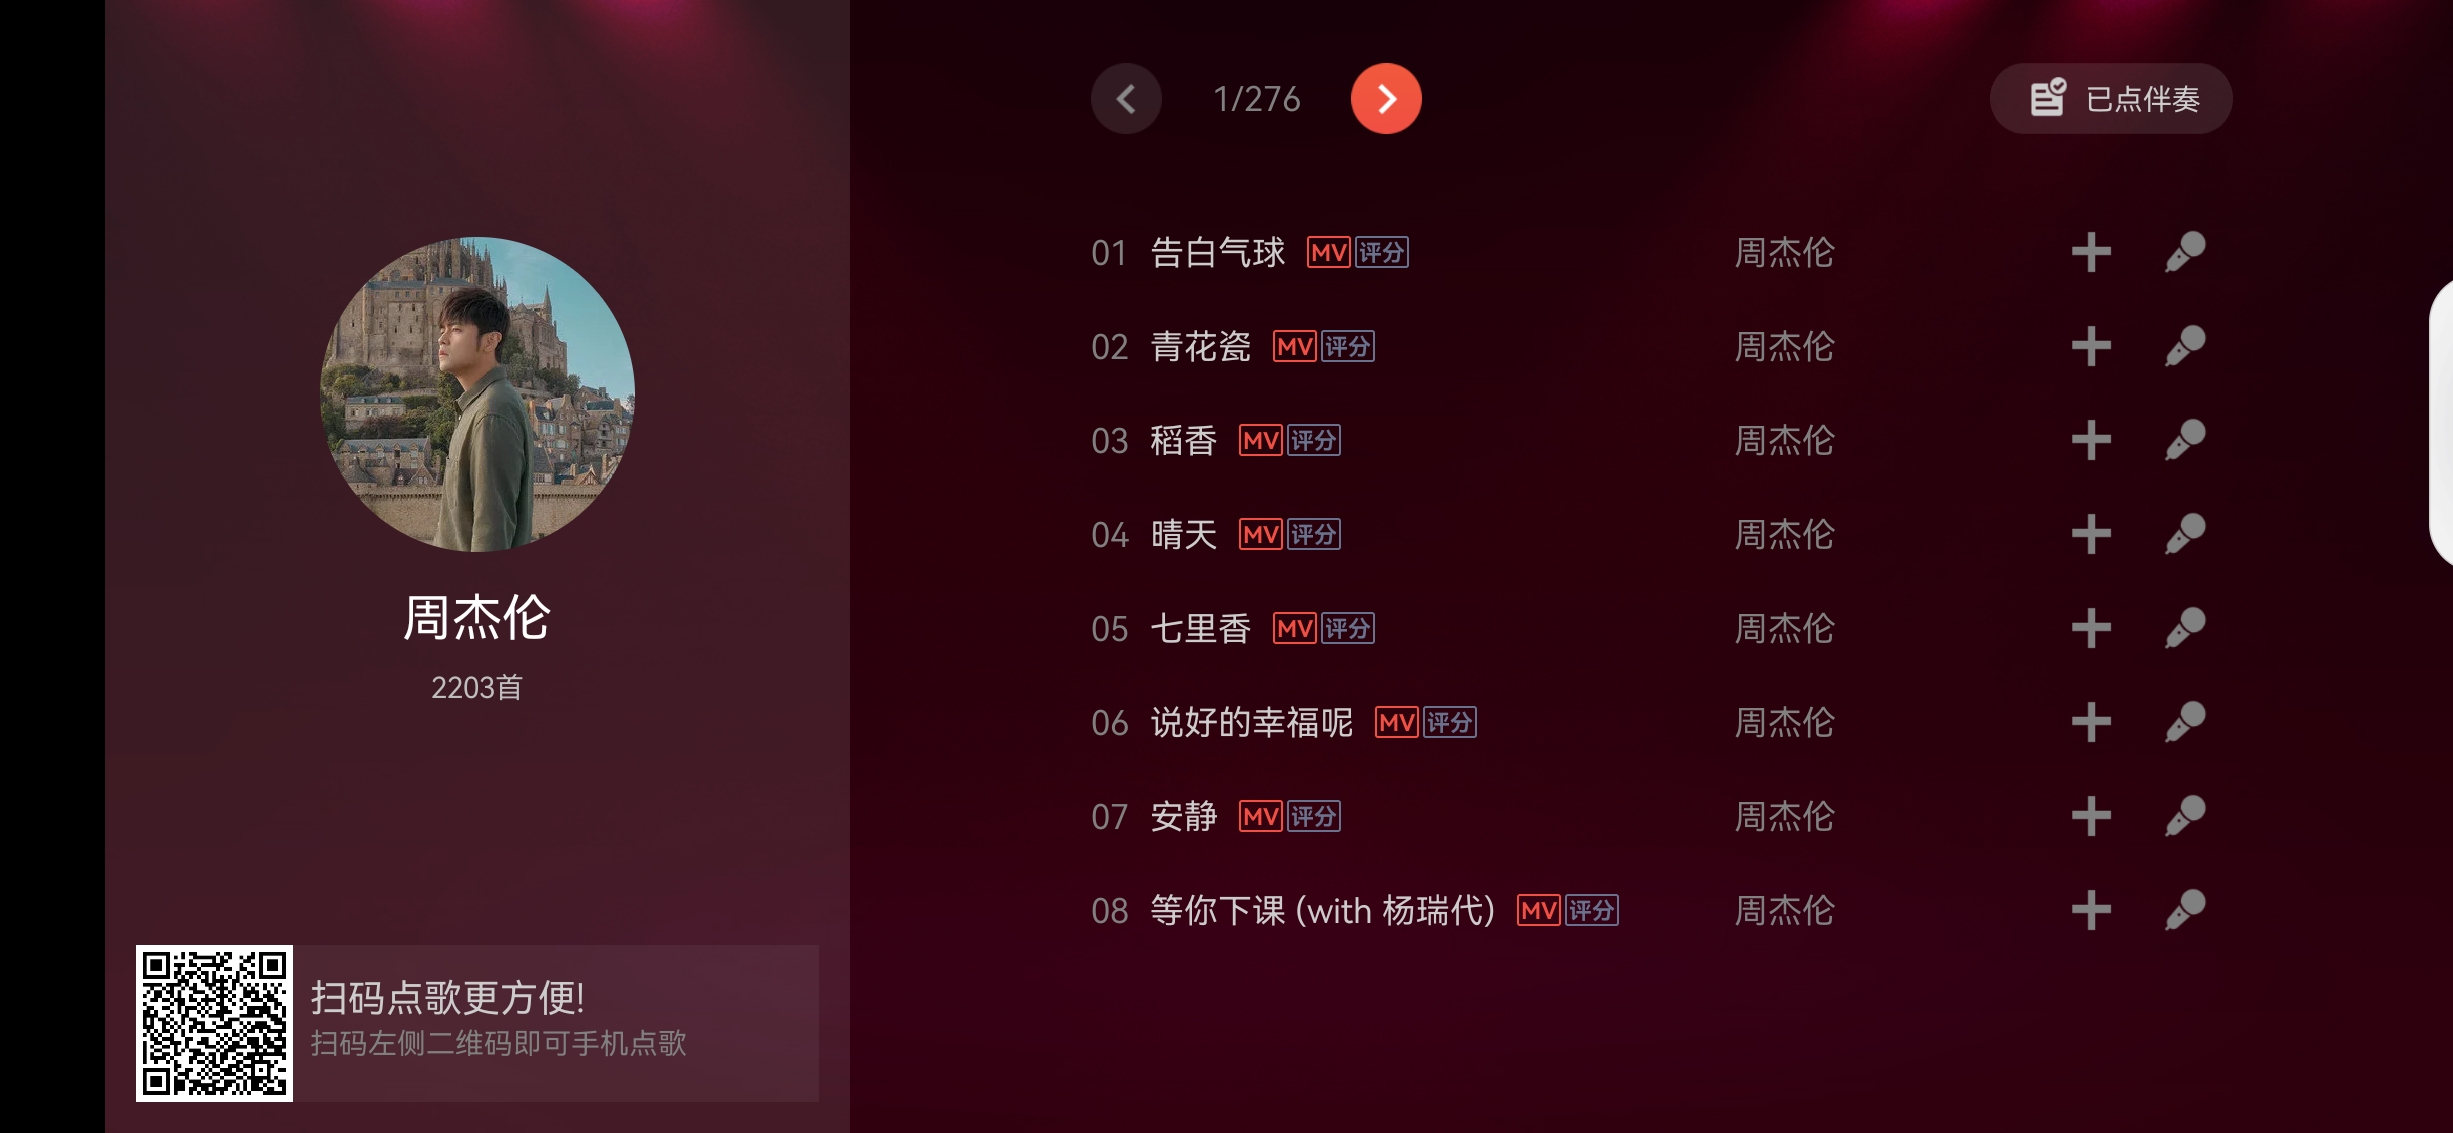 1/276
已点伴奏
周杰伦
2203首
01 告白气球 MV 评分 周杰伦
02 青花瓷 MV 评分 周杰伦
03 稻香 MV 评分 周杰伦
04 晴天 MV 评分 周杰伦
05 七里香 MV 评分 周杰伦
06 说好的幸福呢 MV 评分 周杰伦
07 安静 MV 评分 周杰伦
08 等你下课 (with 杨瑞代) MV 评分 周杰伦
扫码点歌更方便!
扫码左侧二维码即可手机点歌